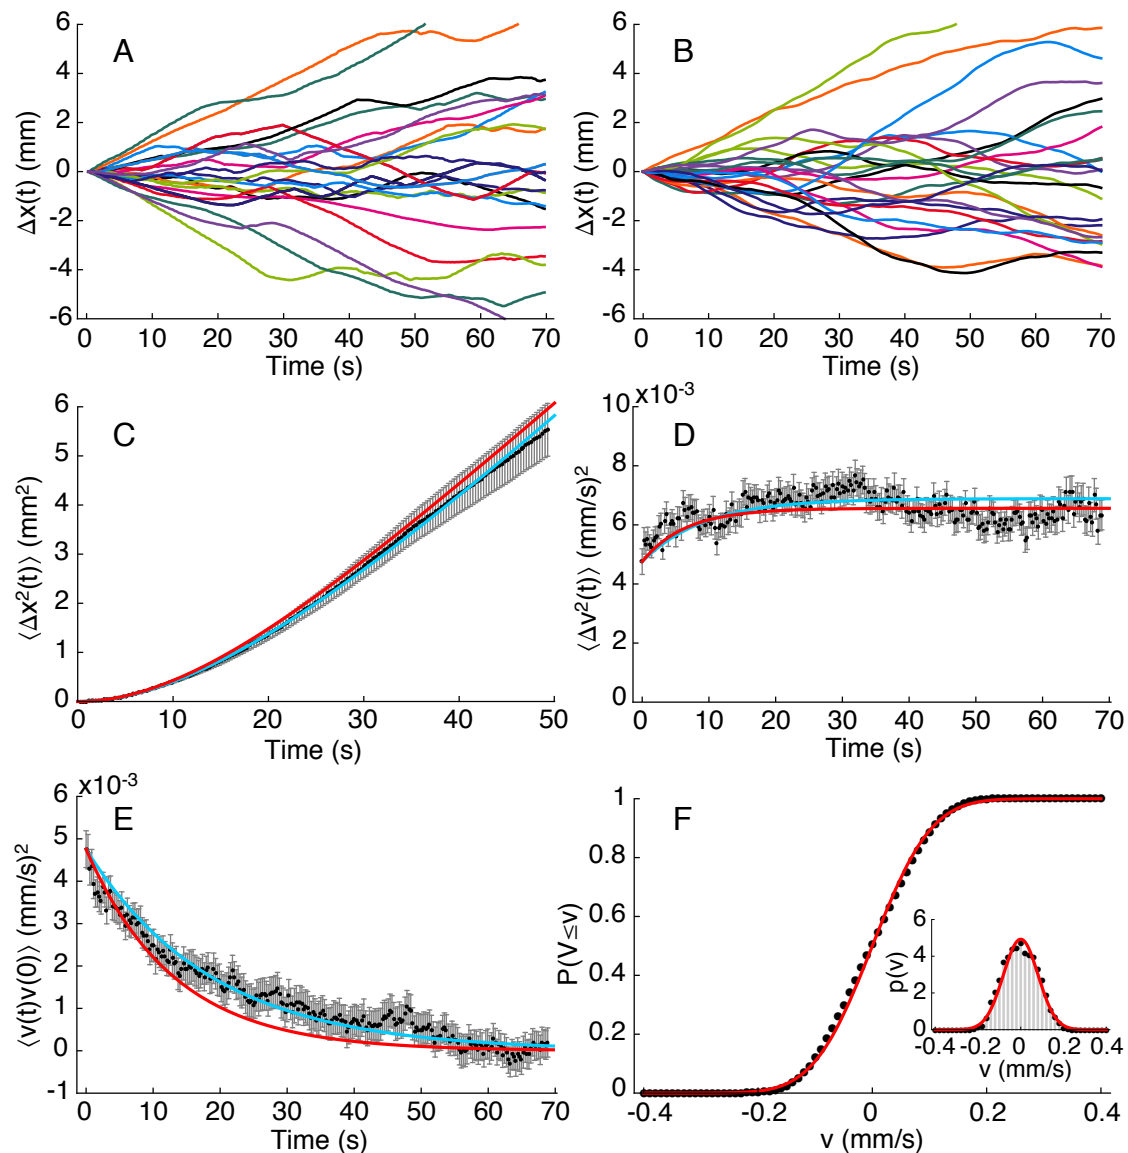 A
Δx(t) (mm)
6
4
2
0
-2
-4
-6
0 10 20 30 40 50 60 70
Time (s)
B
Δx(t) (mm)
6
4
2
0
-2
-4
-6
0 10 20 30 40 50 60 70
Time (s)
C
⟨Δx²(t)⟩ (mm²)
6
5
4
3
2
1
0
0 10 20 30 40 50
Time (s)
x10⁻³
D
⟨Δv²(t)⟩ (mm/s)²
10
8
6
4
2
0
0 10 20 30 40 50 60 70
Time (s)
x10⁻³
E
⟨v(t)v(0)⟩ (mm/s)²
6
5
4
3
2
1
0
-1
0 10 20 30 40 50 60 70
Time (s)
F
P(V≤v)
1
0.8
0.6
0.4
0.2
0
-0.4 -0.2 0 0.2 0.4
v (mm/s)
p(v)
6
4
2
0
-0.4 -0.2 0 0.2 0.4
v (mm/s)